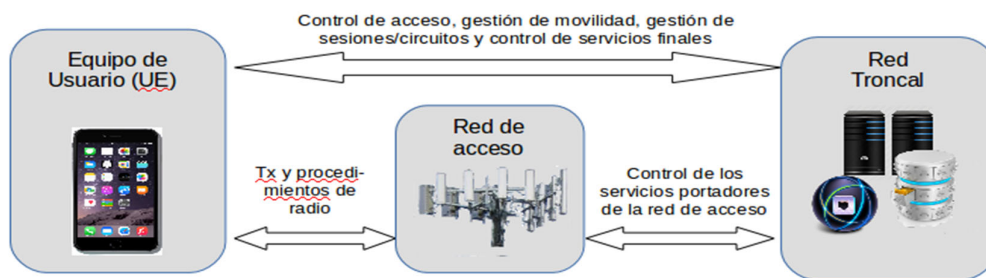 Control de acceso, gestión de movilidad, gestión de
sesiones/circuitos y control de servicios finales
Equipo de
Usuario (UE)
Red
Troncal
Red de
acceso
Tx y procedi-
mientos de
radio
Control de los
servicios portadores
de la red de acceso